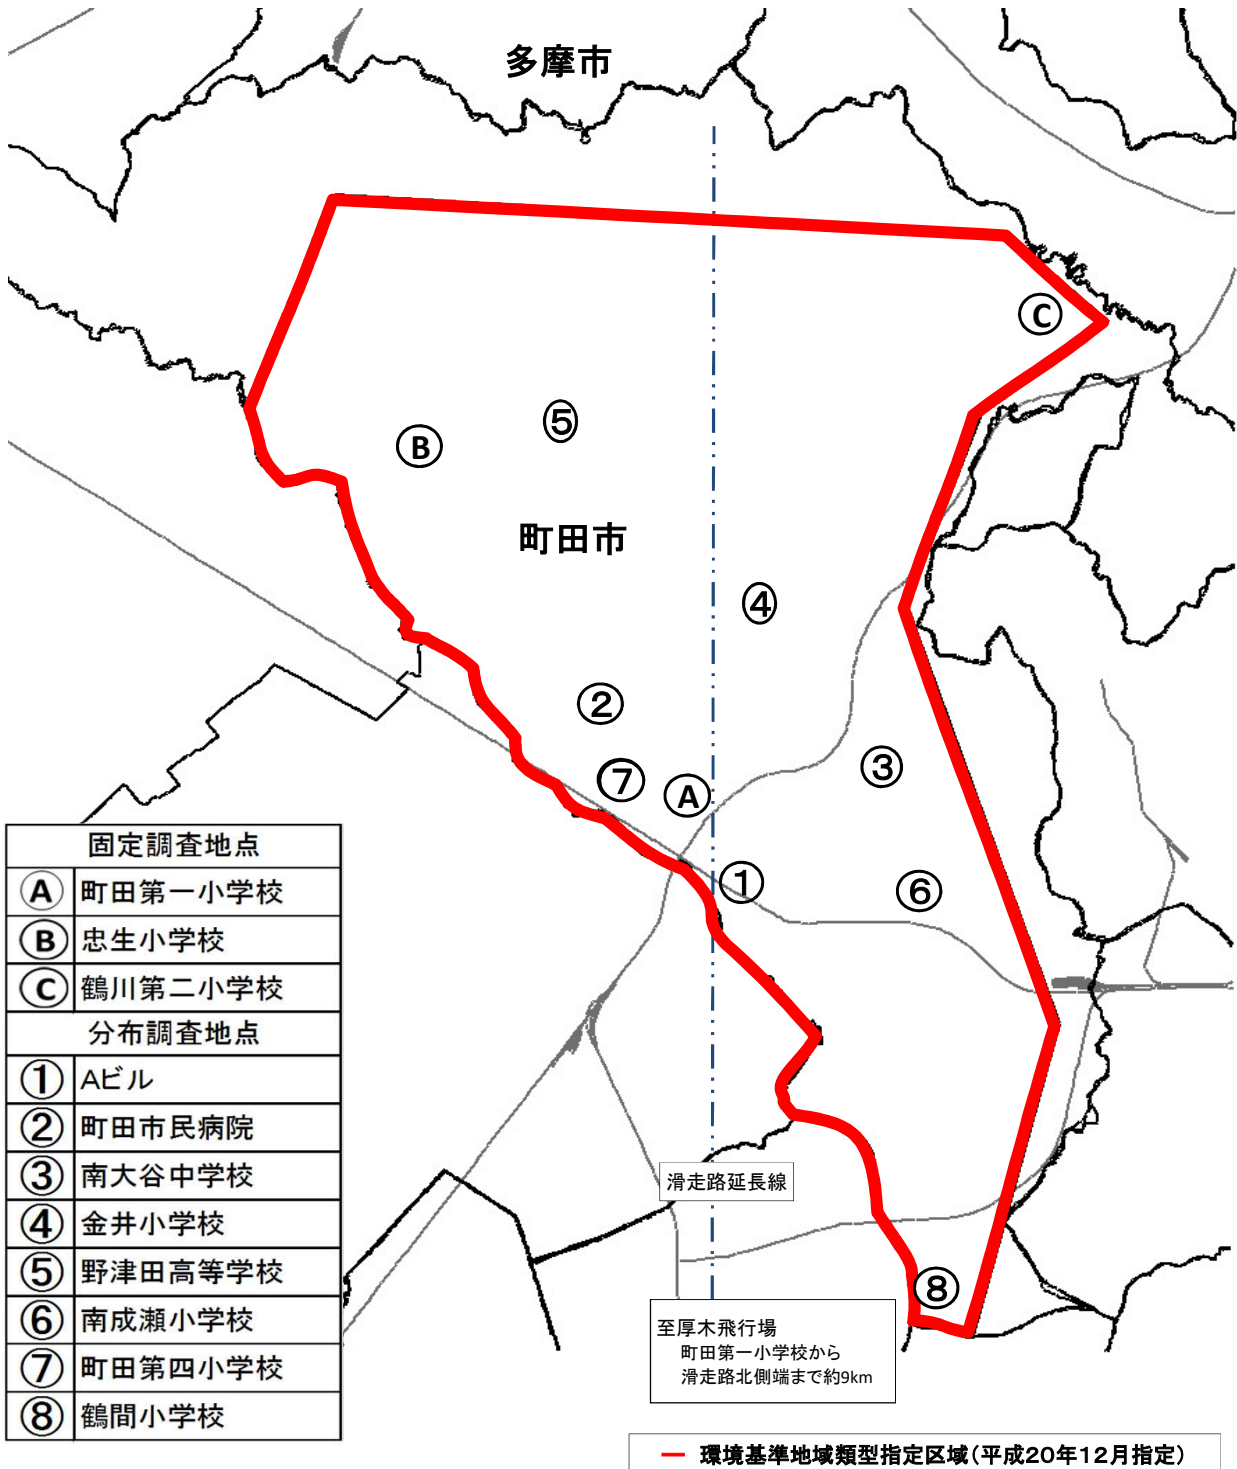 多摩市
C
⑤
B
町田市
④
②
③
⑦
A
①
⑥
固定調査地点
A 町田第一小学校
B 忠生小学校
C 鶴川第二小学校
分布調査地点
① Aビル
② 町田市民病院
③ 南大谷中学校
④ 金井小学校
⑤ 野津田高等学校
⑥ 南成瀬小学校
⑦ 町田第四小学校
⑧ 鶴間小学校
滑走路延長線
⑧
至厚木飛行場
町田第一小学校から
滑走路北側端まで約9km
環境基準地域類型指定区域(平成20年12月指定)